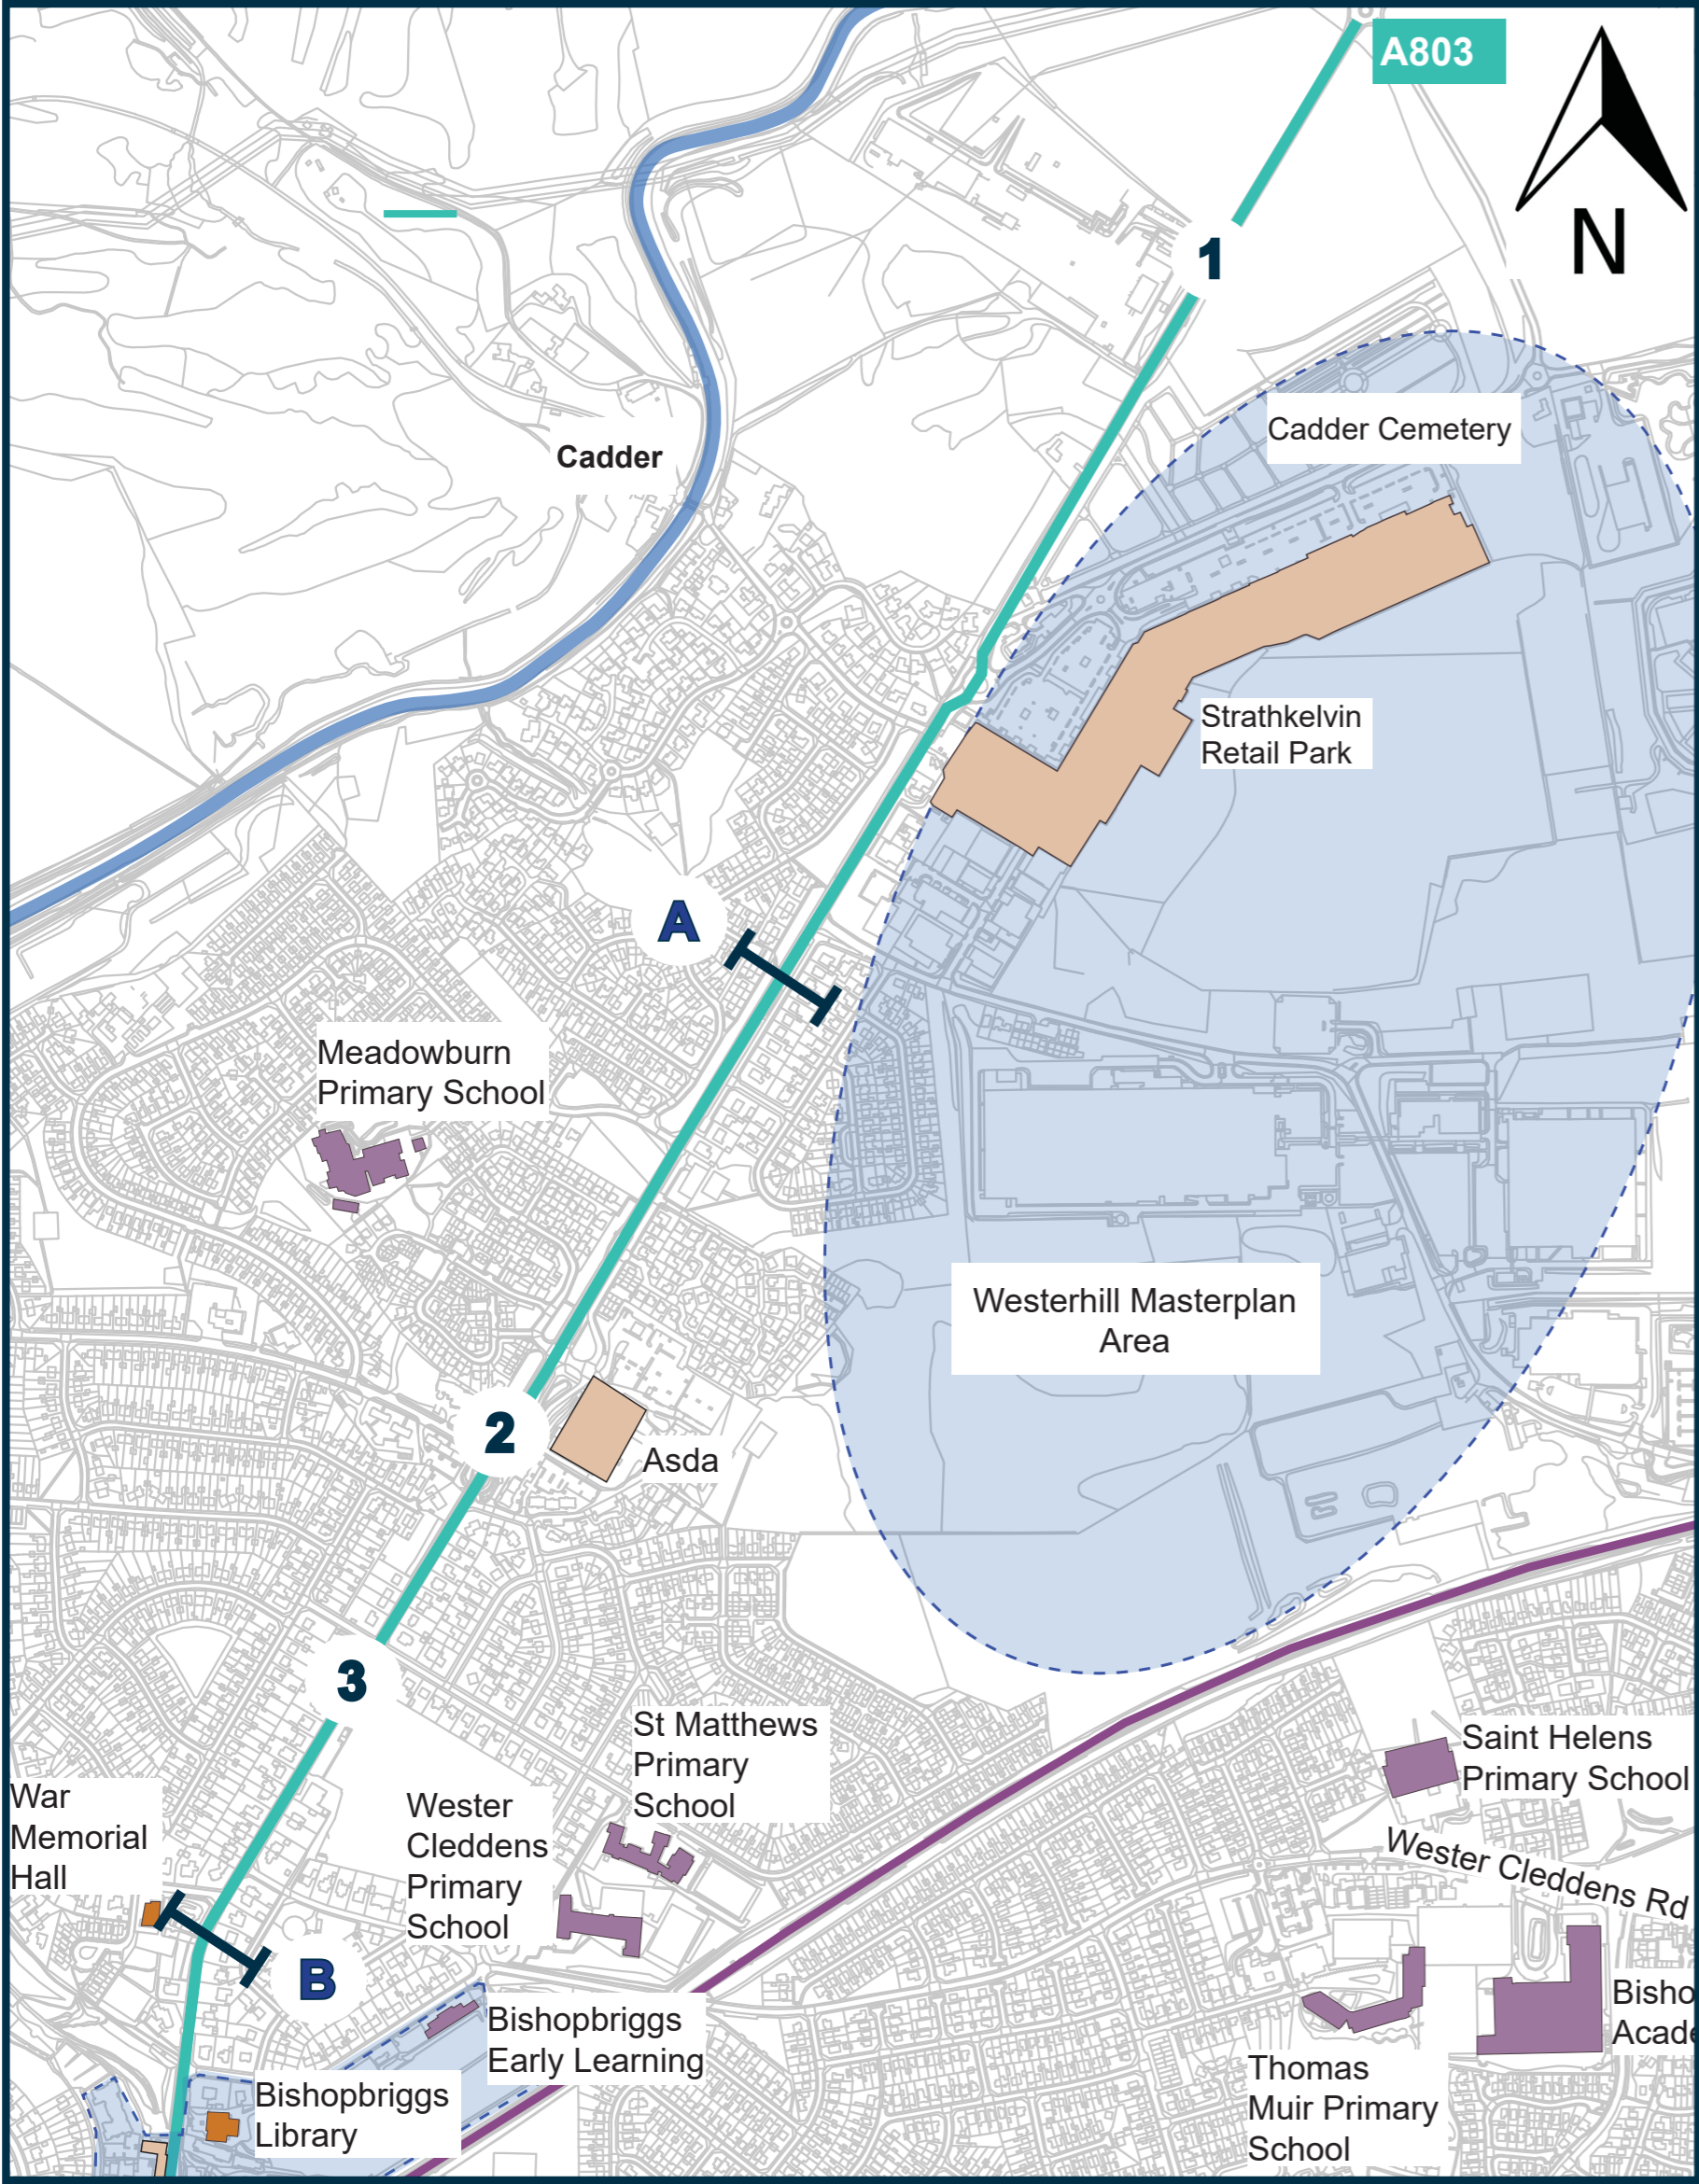 A803
N
1
Cadder Cemetery
Cadder
Strathkelvin
Retail Park
A
Meadowburn
Primary School
Westerhill Masterplan
Area
2
Asda
3
St Matthews
Primary
School
Saint Helens
Primary School
War
Memorial
Hall
Wester
Cleddens
Primary
School
Wester Cleddens Rd
B
Bishopbriggs
Early Learning
Bisho
Acade
Thomas
Muir Primary
School
Bishopbriggs
Library